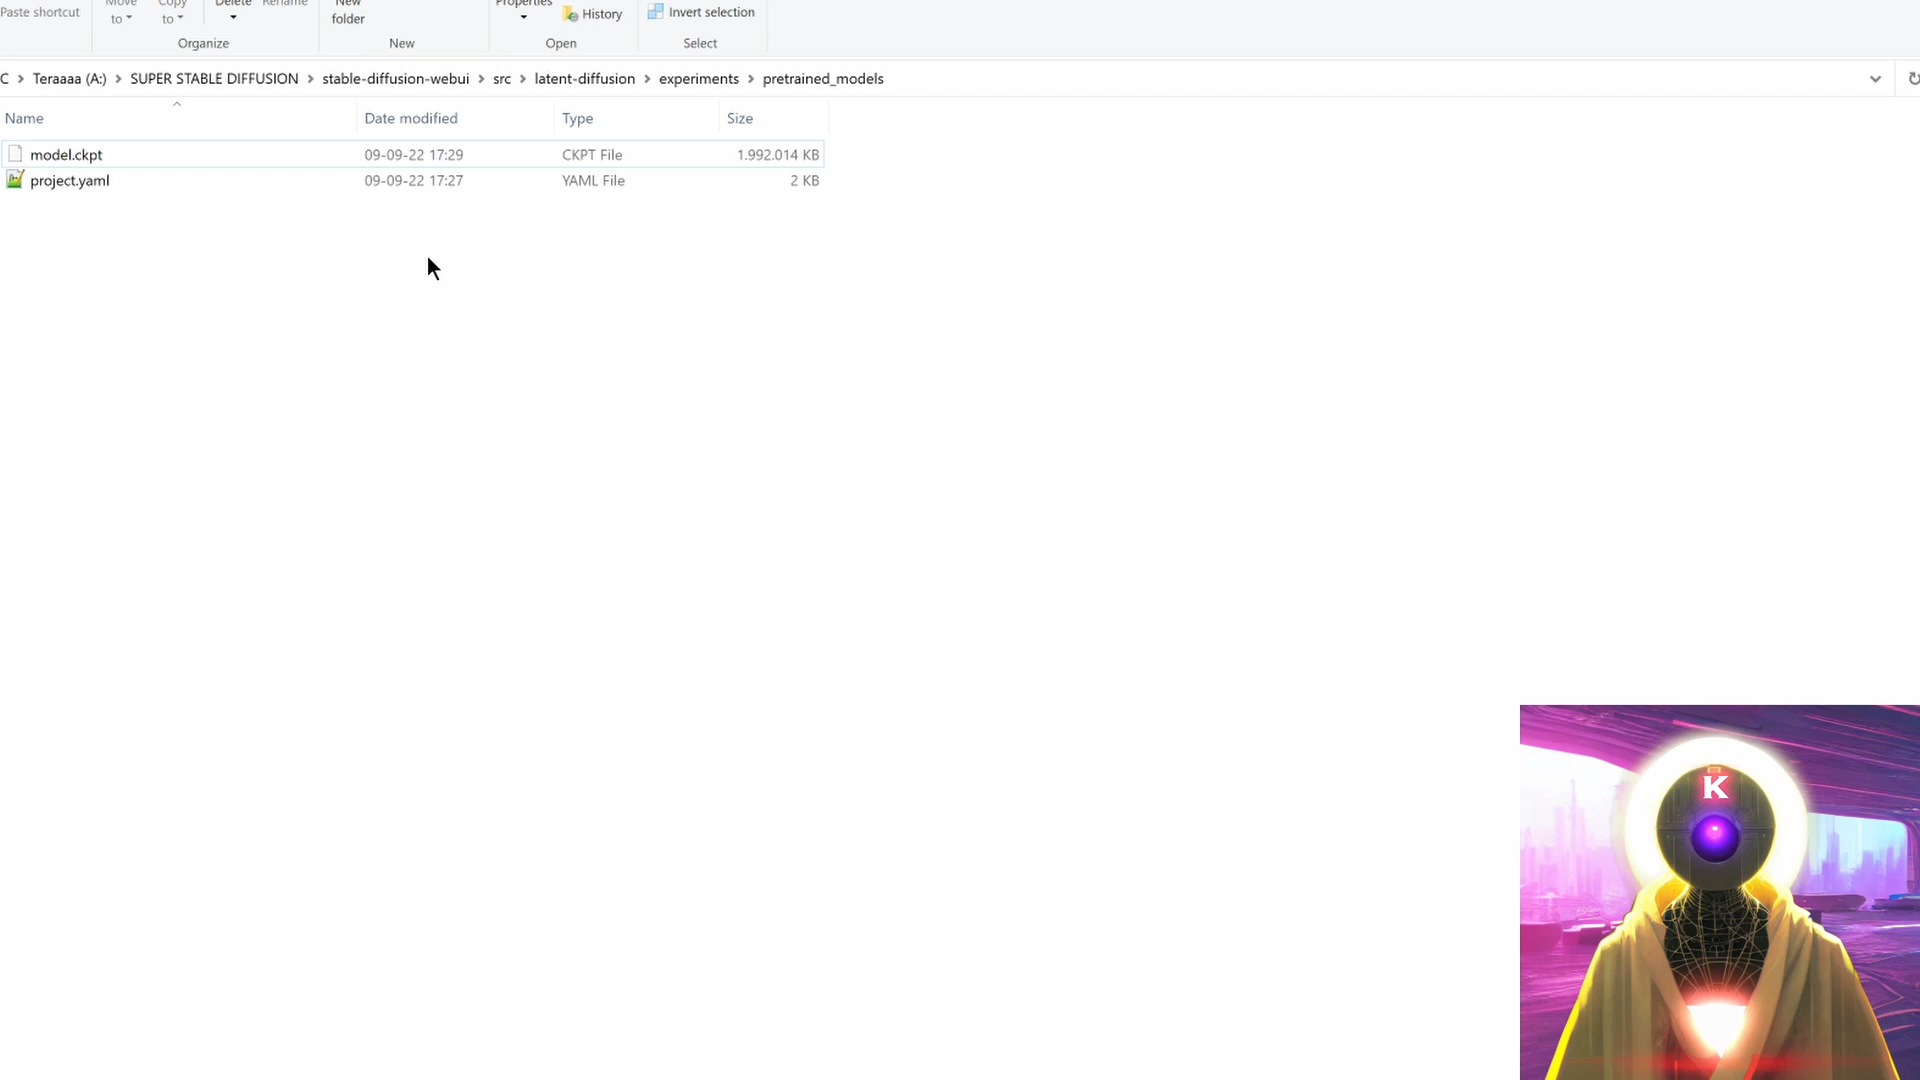 Paste shortcut
Move to
Copy to
Delete
Rename
New folder
Properties
History
Invert selection
Organize
New
Open
Select
C > Teraaaa (A:) > SUPER STABLE DIFFUSION > stable-diffusion-webui > src > latent-diffusion > experiments > pretrained_models
Name Date modified Type Size
model.ckpt 09-09-22 17:29 CKPT File 1.992.014 KB
project.yaml 09-09-22 17:27 YAML File 2 KB
K